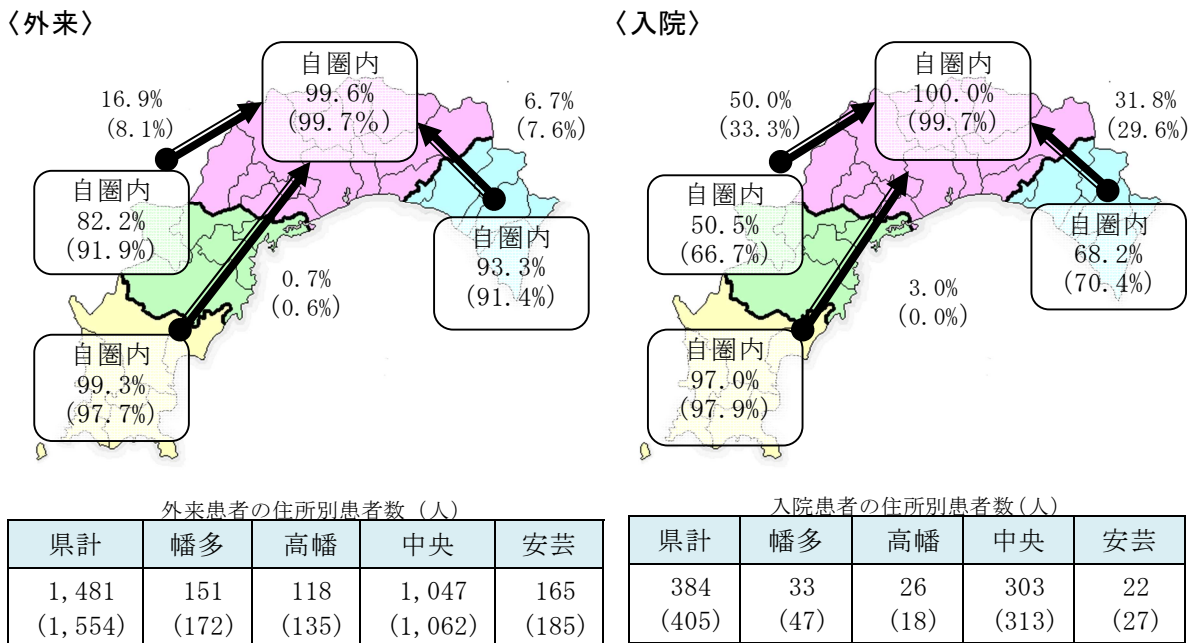 〈外来〉
自圏内
99.6%
(99.7%)
16.9%
(8.1%)
6.7%
(7.6%)
自圏内
82.2%
(91.9%)
自圏内
93.3%
(91.4%)
0.7%
(0.6%)
自圏内
99.3%
(97.7%)
外来患者の住所別患者数（人）
県計 幡多 高幡 中央 安芸
1,481 151 118 1,047 165
(1,554) (172) (135) (1,062) (185)
〈入院〉
自圏内
100.0%
(99.7%)
50.0%
(33.3%)
31.8%
(29.6%)
自圏内
50.5%
(66.7%)
自圏内
68.2%
(70.4%)
3.0%
(0.0%)
自圏内
97.0%
(97.9%)
入院患者の住所別患者数(人)
県計 幡多 高幡 中央 安芸
384 33 26 303 22
(405) (47) (18) (313) (27)